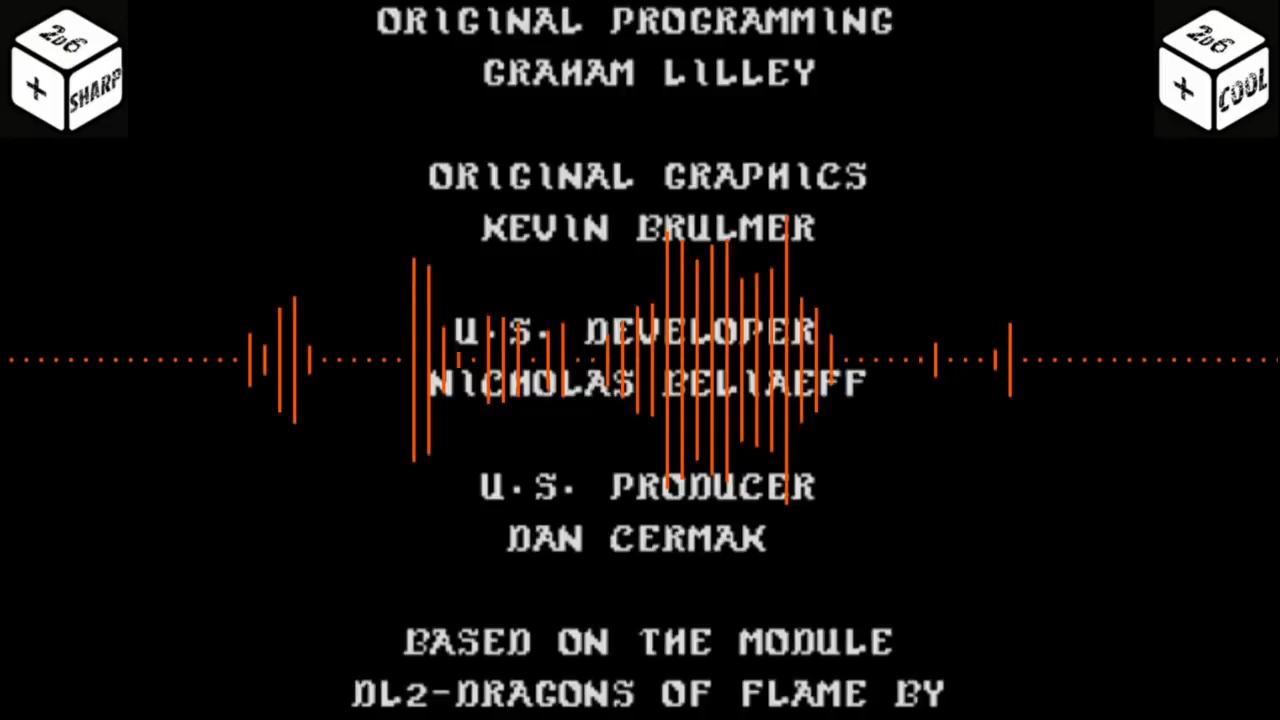 2D6
+
SHARP
2D6
+
COOL
ORIGINAL PROGRAMMING
GRAHAM LILLEY
ORIGINAL GRAPHICS
KEVIN BRULMER
U.S. DEVELOPER
NICHOLAS BELIAEFF
U.S. PRODUCER
DAN CERMAK
BASED ON THE MODULE
DL2-DRAGONS OF FLAME BY